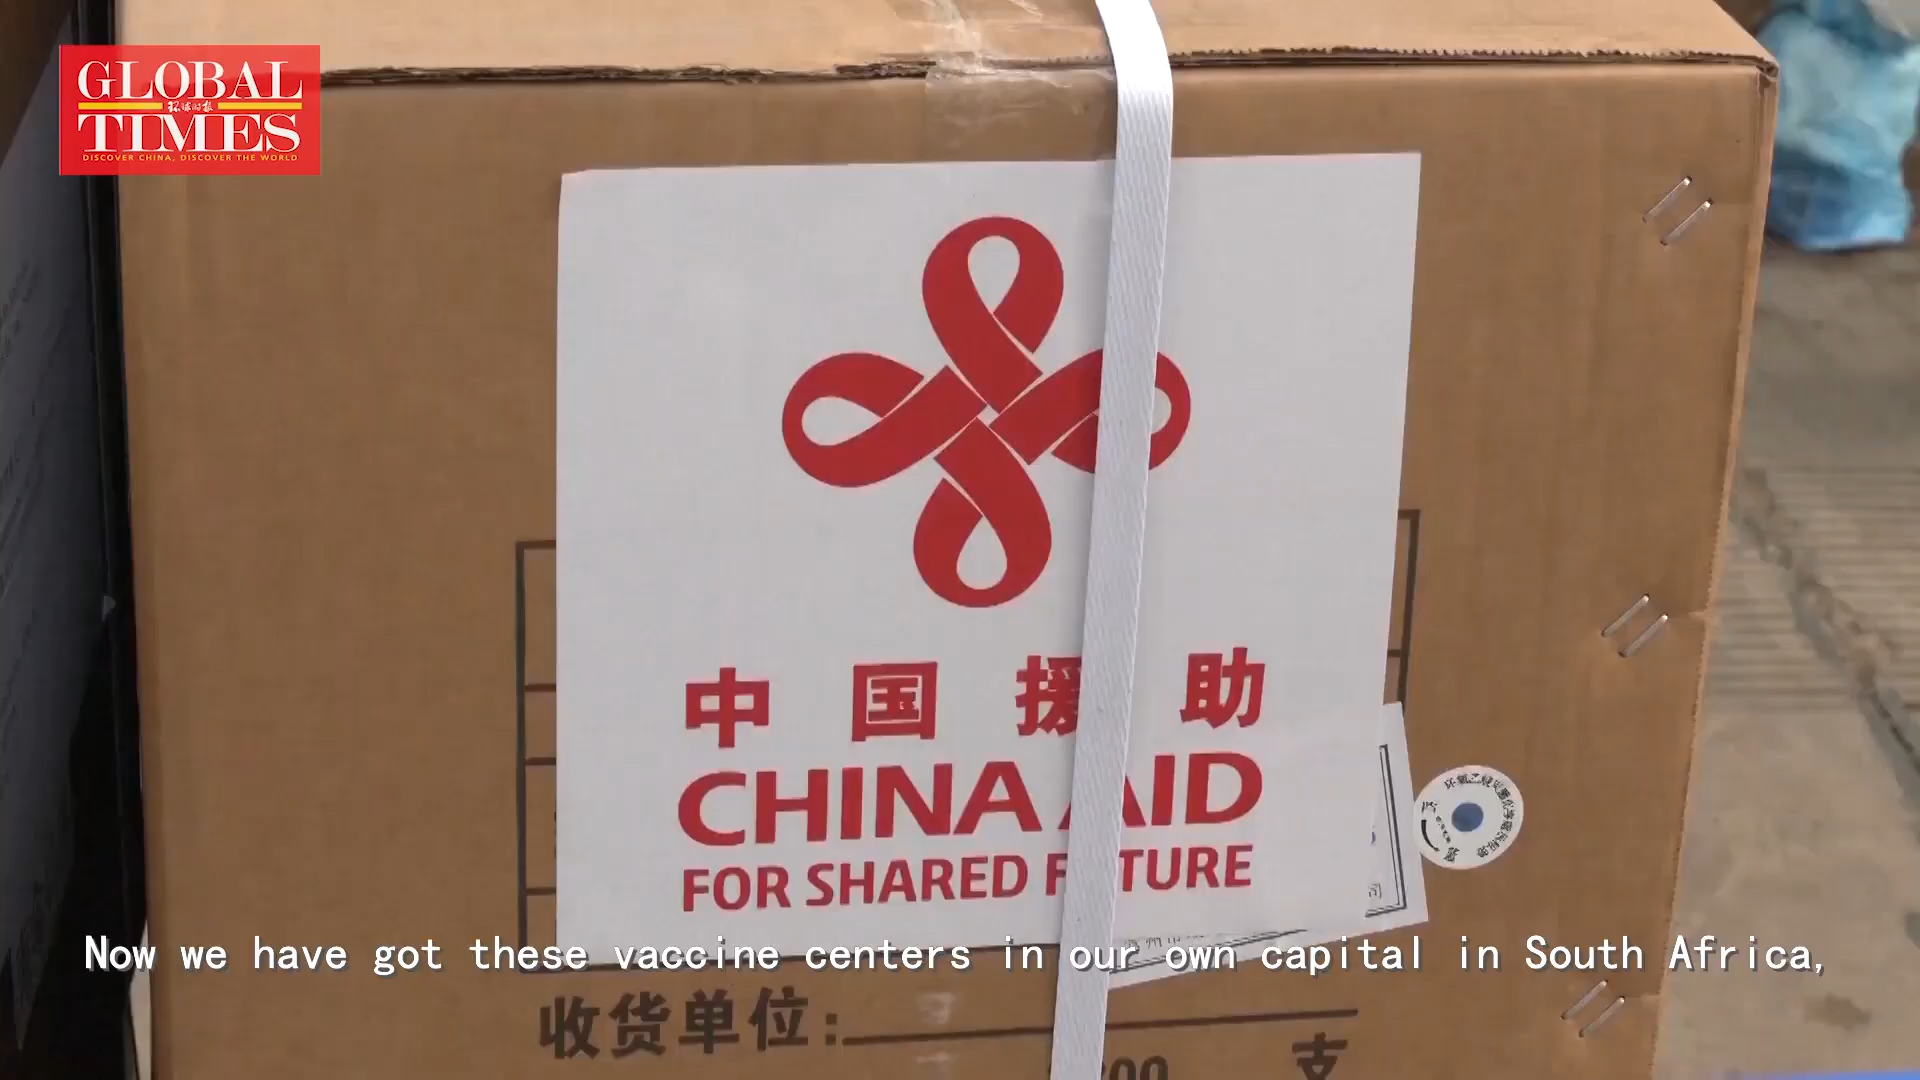 GLOBAL
环球时报
TIMES
DISCOVER CHINA, DISCOVER THE WORLD
中国援助
CHINA AID
FOR SHARED FUTURE
Now we have got these vaccine centers in our own capital in South Africa,
收货单位:
00 支